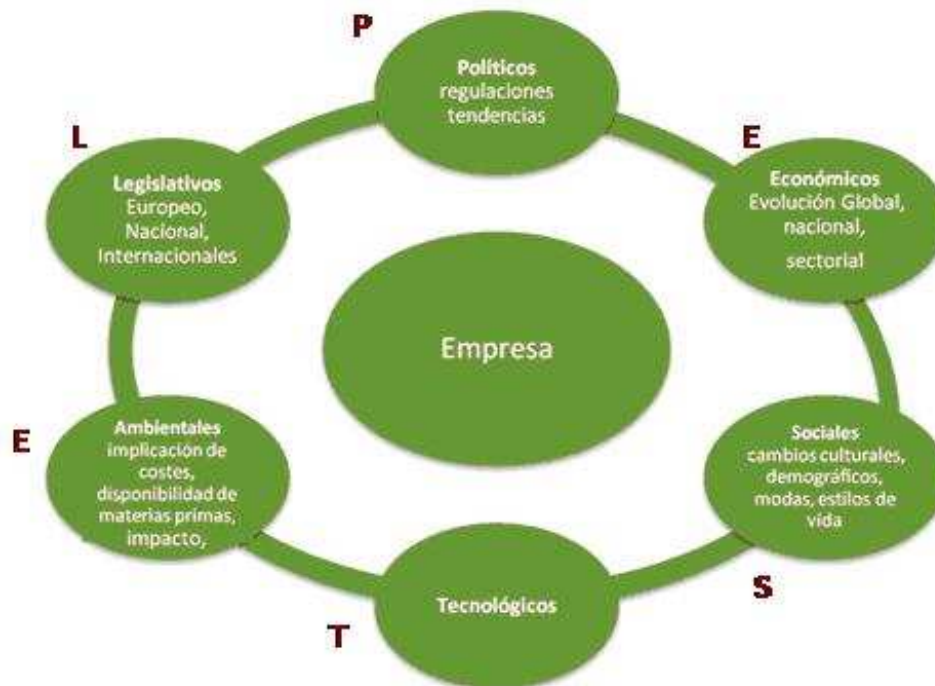 P
Políticos
regulaciones
tendencias
E
Económicos
Evolución Global,
nacional,
sectorial
L
Legislativos
Europeo,
Nacional,
Internacionales
Empresa
E
Ambientales
implicación de
costes,
disponibilidad de
materias primas,
impacto,
Sociales
cambios culturales,
demográficos,
modas, estilos de
vida
S
T
Tecnológicos